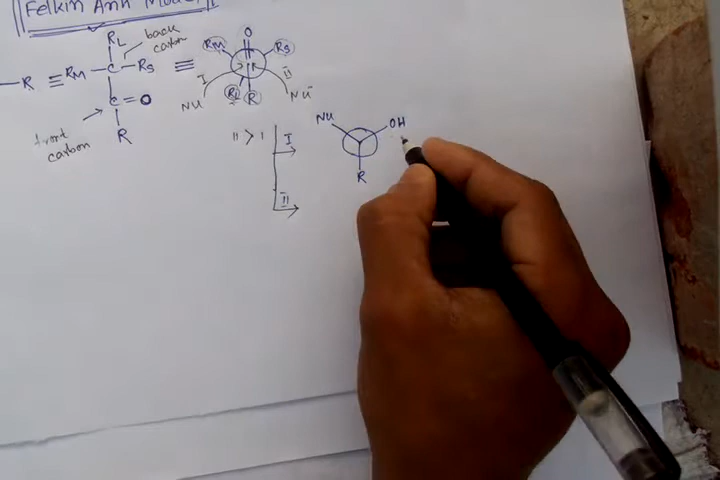 Felkin Anh Model
RL
back
carbon
RM — C — RS
— R ≡
C = O
R
front
carbon
≡
O
RM
RS
I
II
Nu
Nu⁻
RL
R
II > I
I
II
Nu
OH
R